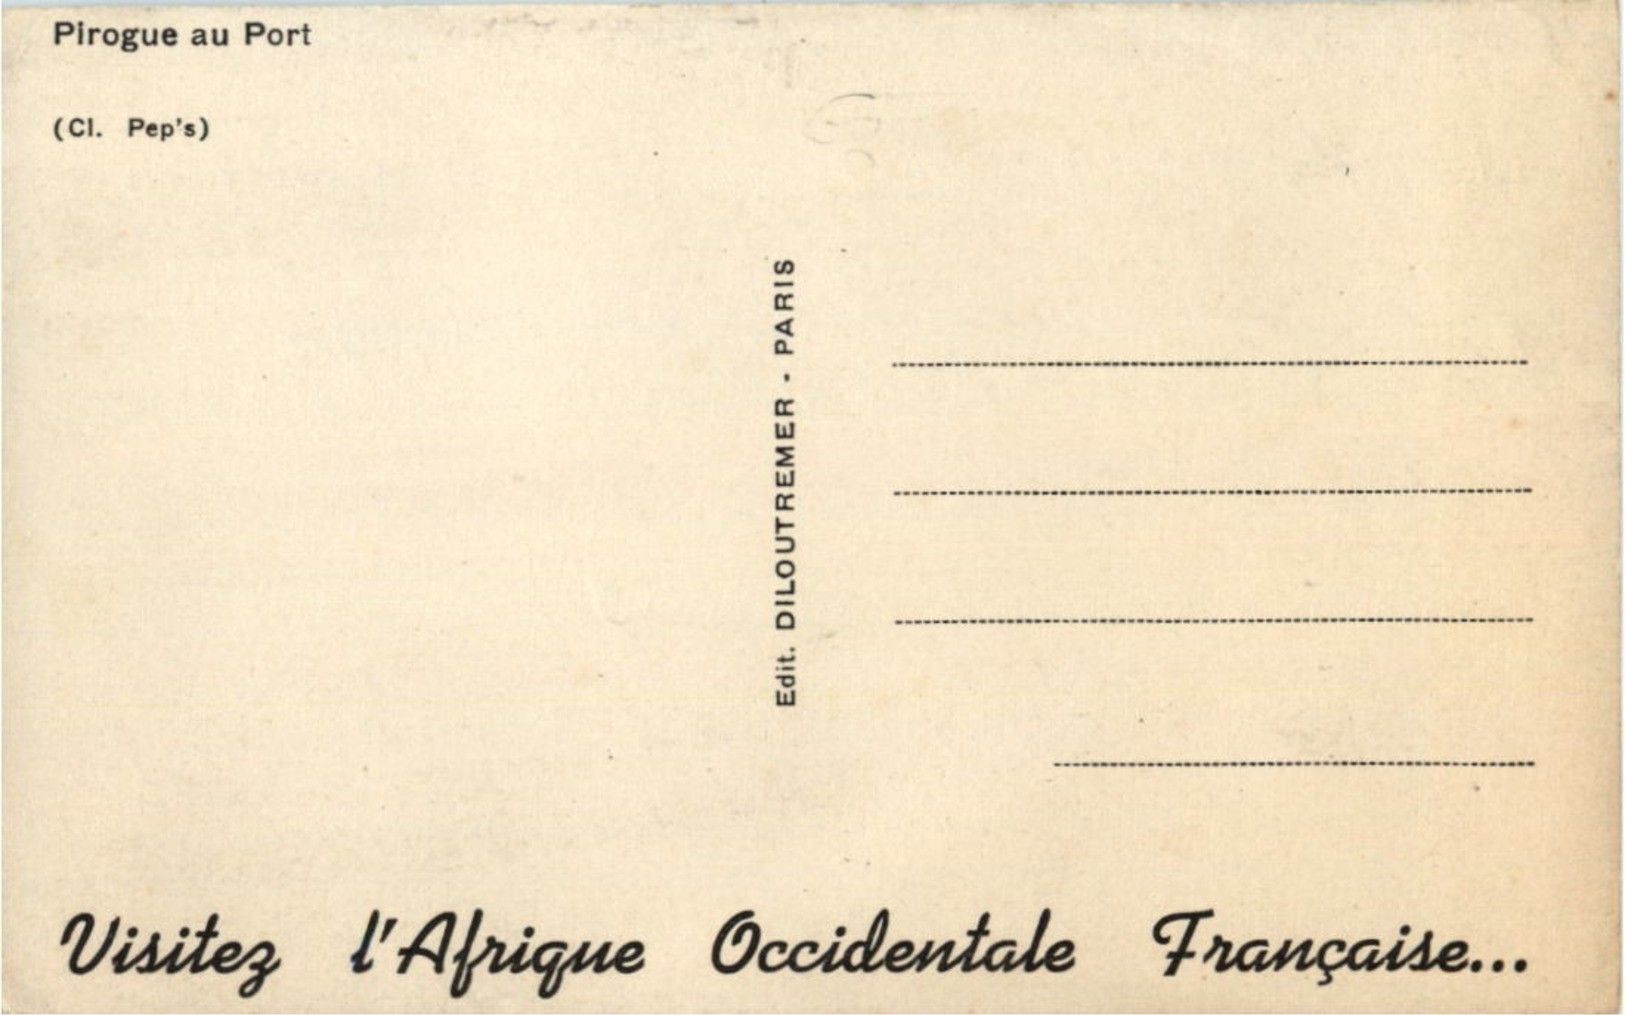 Pirogue au Port
(Cl. Pep's)
Edit. DILOUTREMER - PARIS
Visitez l'Afrique Occidentale Française...